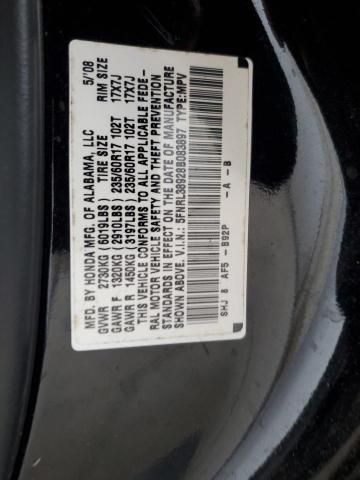 MFD. BY HONDA MFG. OF ALABAMA, LLC 5/'08
GVWR 2730KG (6019LBS) TIRE SIZE RIM SIZE
GAWR F 1320KG (2910LBS) 235/60R17 102T 17X7J
GAWR R 1450KG (3197LBS) 235/60R17 102T 17X7J
THIS VEHICLE CONFORMS TO ALL APPLICABLE FEDE-
RAL MOTOR VEHICLE SAFETY AND THEFT PREVENTION
STANDARDS IN EFFECT ON THE DATE OF MANUFACTURE
SHOWN ABOVE. V.I.N.: 5FNRL38928B083897 TYPE:MPV
SHJ 8 AF5 -B92P -A -B